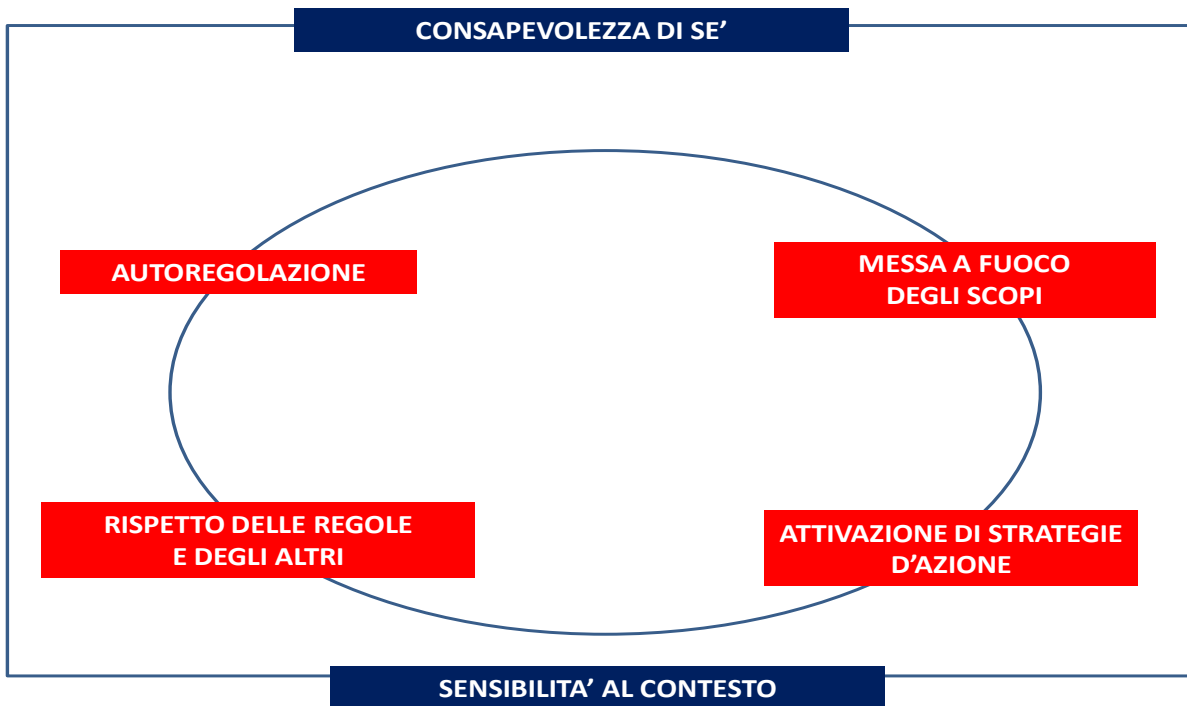 CONSAPEVOLEZZA DI SE’
AUTOREGOLAZIONE
MESSA A FUOCO
DEGLI SCOPI
RISPETTO DELLE REGOLE
E DEGLI ALTRI
ATTIVAZIONE DI STRATEGIE
D’AZIONE
SENSIBILITA’ AL CONTESTO